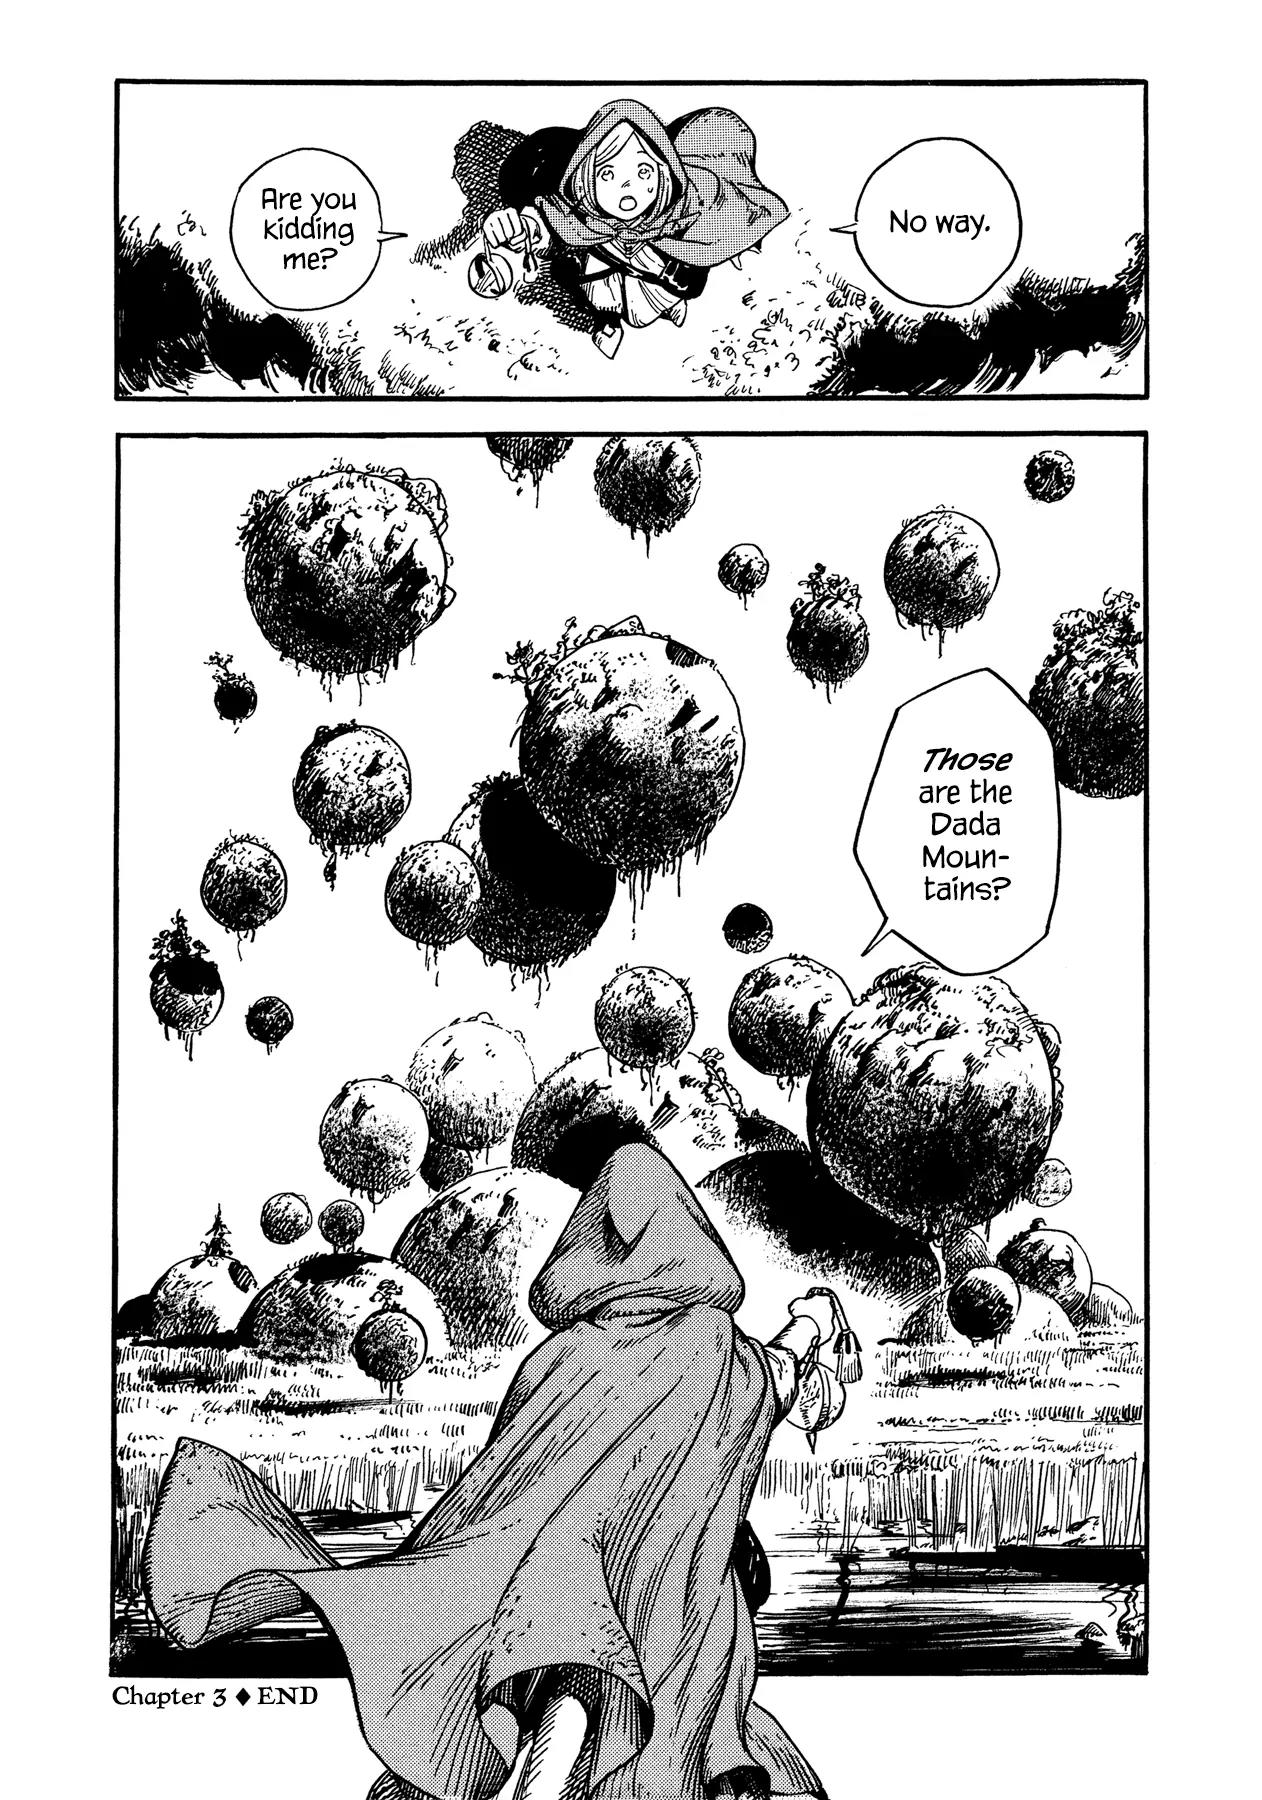 No way.
Are you
kidding
me?
Those
are the
Dada
Moun-
tains?
Chapter 3 ♦ END